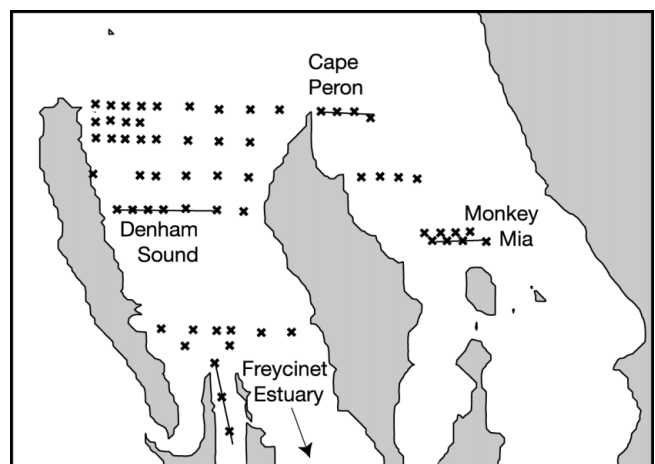 Cape
Peron
Monkey
Mia
Denham
Sound
Freycinet
Estuary